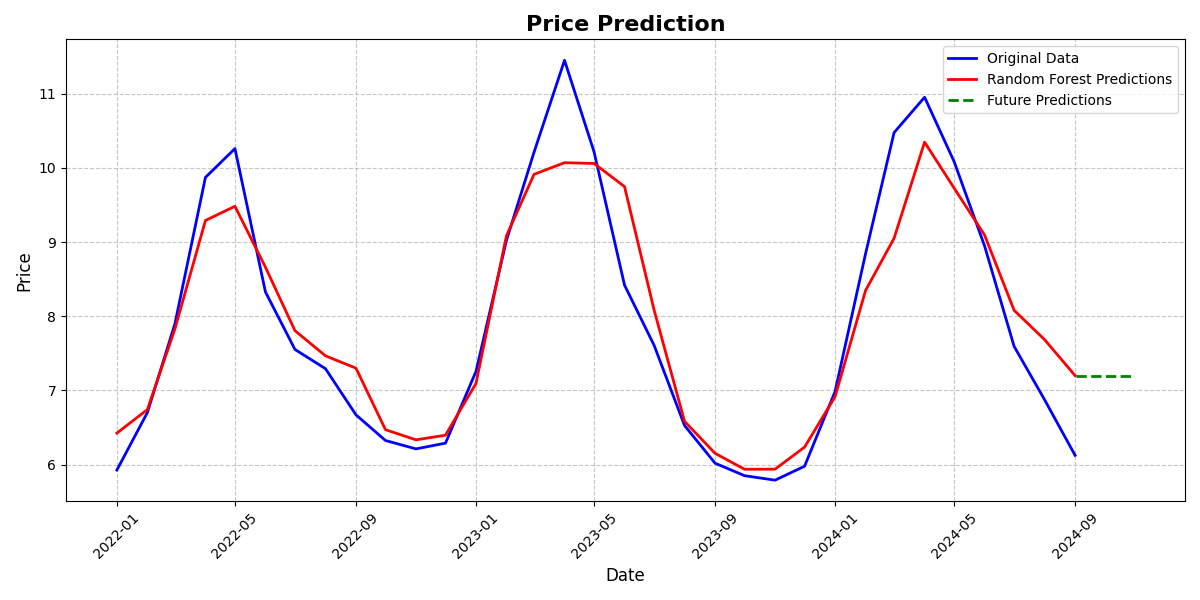 Price Prediction
Original Data
Random Forest Predictions
Future Predictions
Price
11
10
9
8
7
6
2022-01
2022-05
2022-09
2023-01
2023-05
2023-09
2024-01
2024-05
2024-09
Date